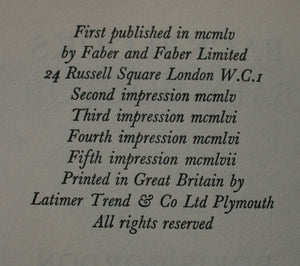 First published in mcmlv
by Faber and Faber Limited
24 Russell Square London W.C.1
Second impression mcmlv
Third impression mcmlvi
Fourth impression mcmlvi
Fifth impression mcmlvii
Printed in Great Britain by
Latimer Trend & Co Ltd Plymouth
All rights reserved